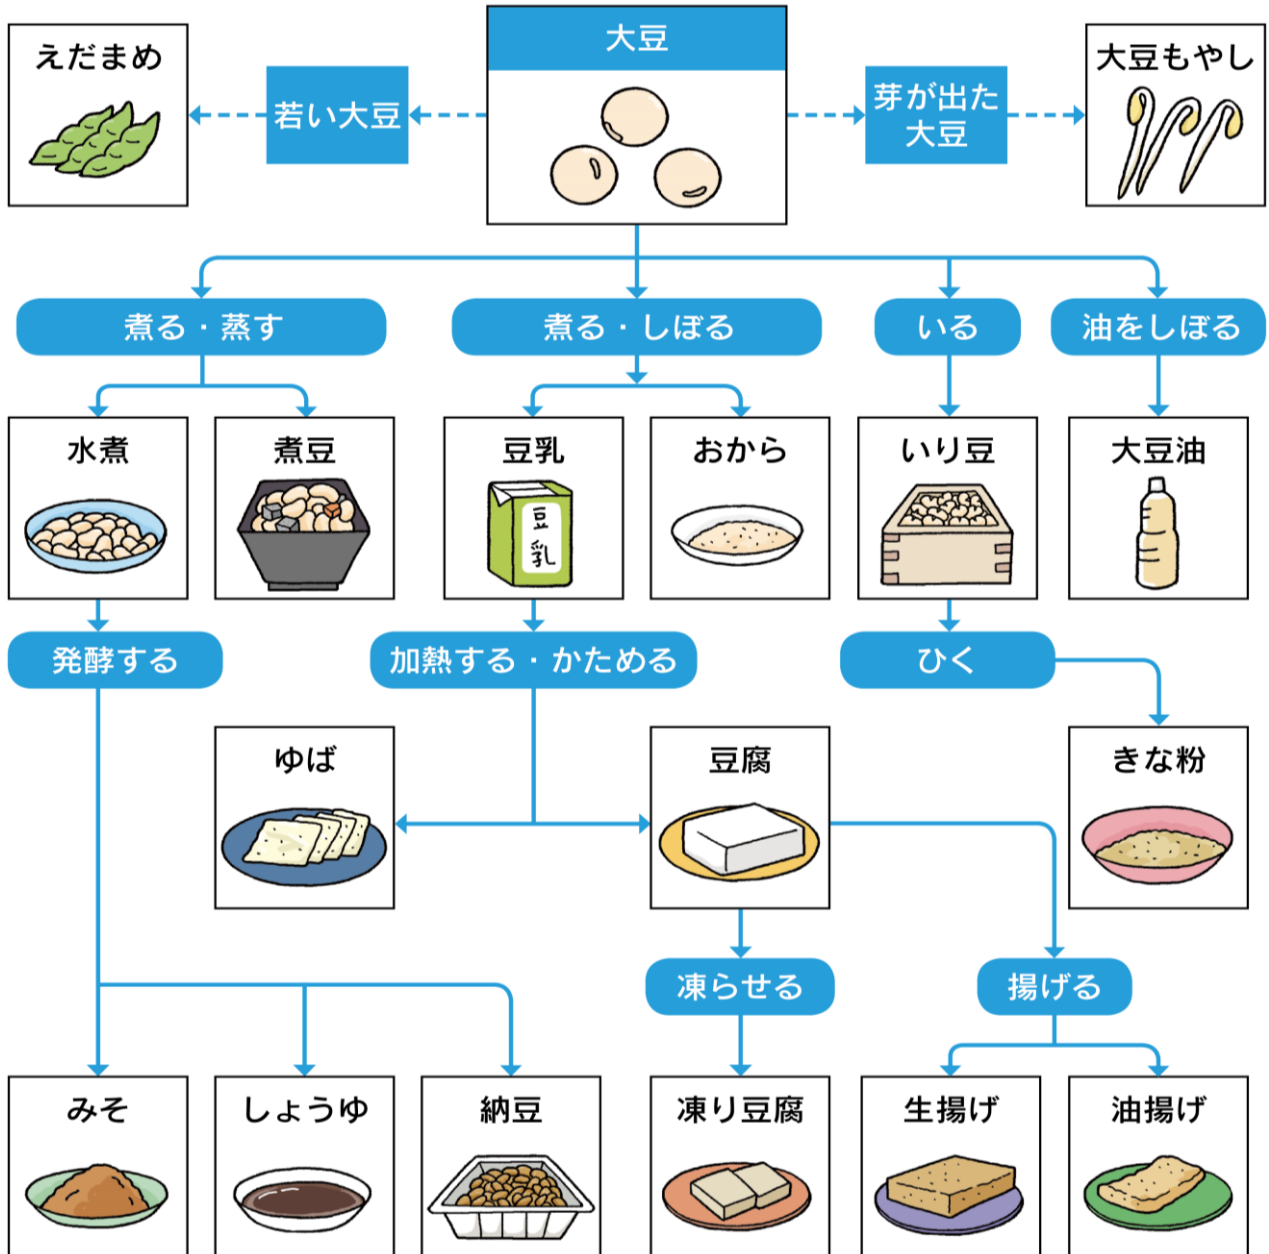 大豆
えだまめ
若い大豆
芽が出た
大豆
大豆もやし
煮る・蒸す
煮る・しぼる
いる
油をしぼる
水煮
煮豆
豆乳
豆
乳
おから
いり豆
大豆油
発酵する
加熱する・かためる
ひく
ゆば
豆腐
きな粉
凍らせる
揚げる
みそ
しょうゆ
納豆
凍り豆腐
生揚げ
油揚げ